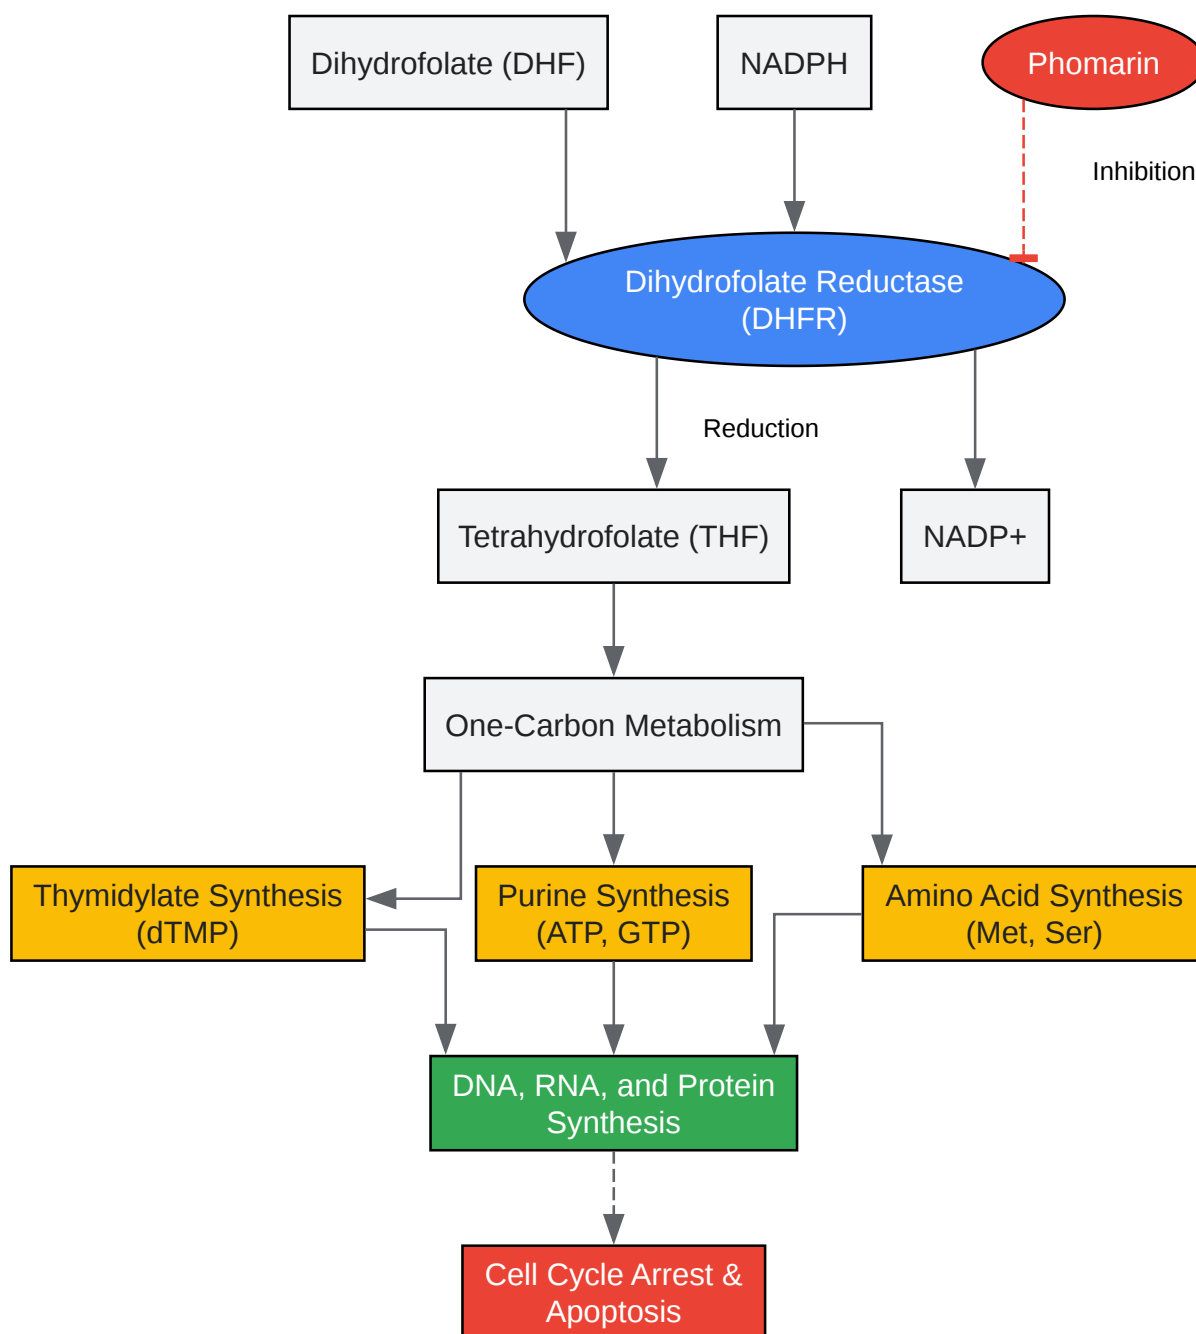 Dihydrofolate (DHF)
NADPH
Phomarin
Inhibition
Dihydrofolate Reductase
(DHFR)
Reduction
Tetrahydrofolate (THF)
NADP+
One-Carbon Metabolism
Thymidylate Synthesis
(dTMP)
Purine Synthesis
(ATP, GTP)
Amino Acid Synthesis
(Met, Ser)
DNA, RNA, and Protein
Synthesis
Cell Cycle Arrest &
Apoptosis